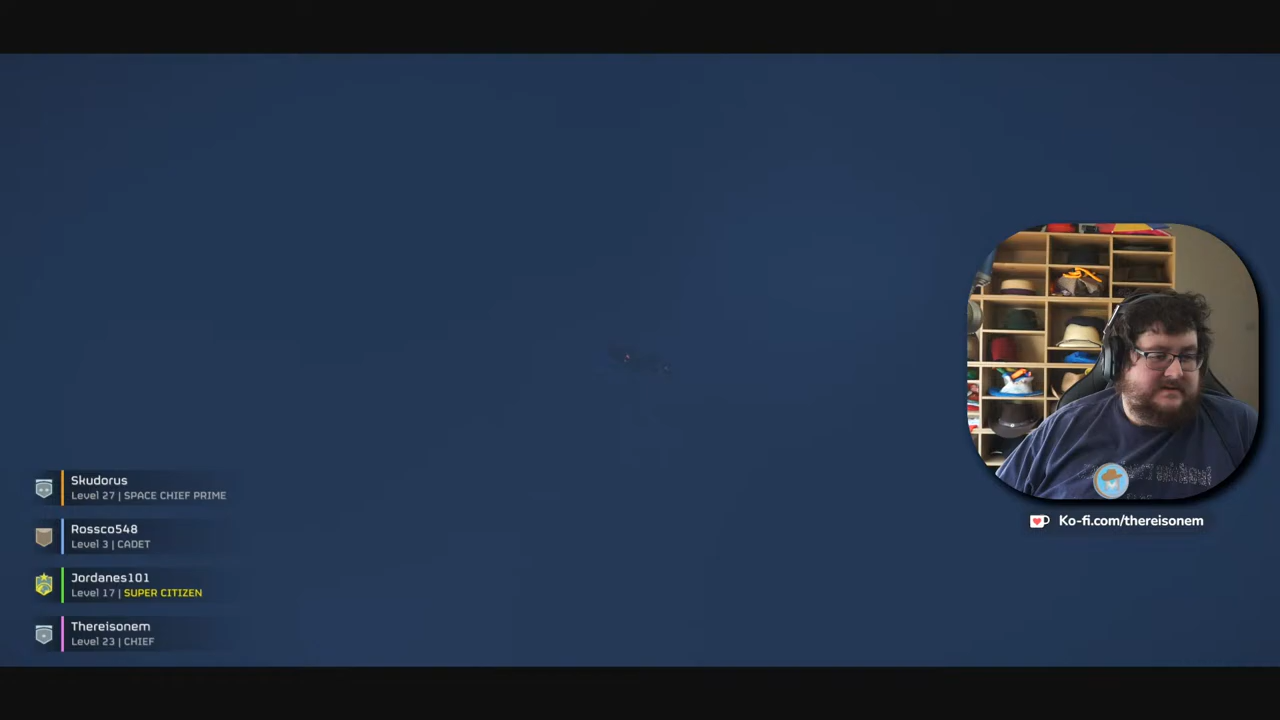 Skudorus
Level 27 | SPACE CHIEF PRIME
Rossco548
Level 3 | CADET
Jordanes101
Level 17 | SUPER CITIZEN
Thereisonem
Level 23 | CHIEF
Ko-fi.com/thereisonem